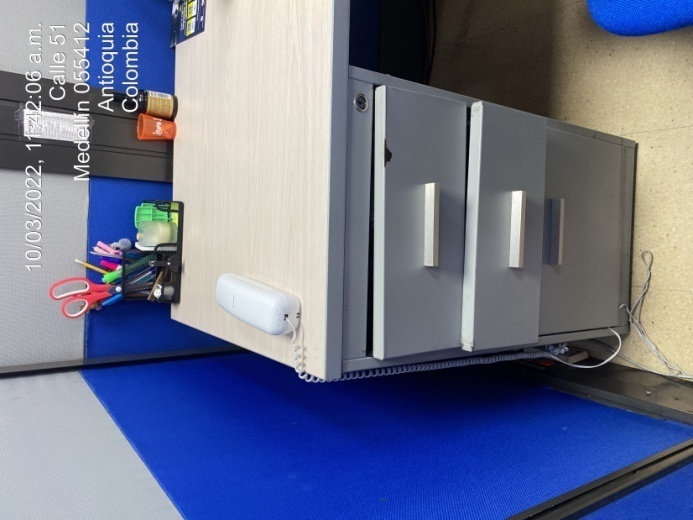 10/03/2022, 11:42:06 a.m.
Calle 51
Medellín 055412
Antioquia
Colombia